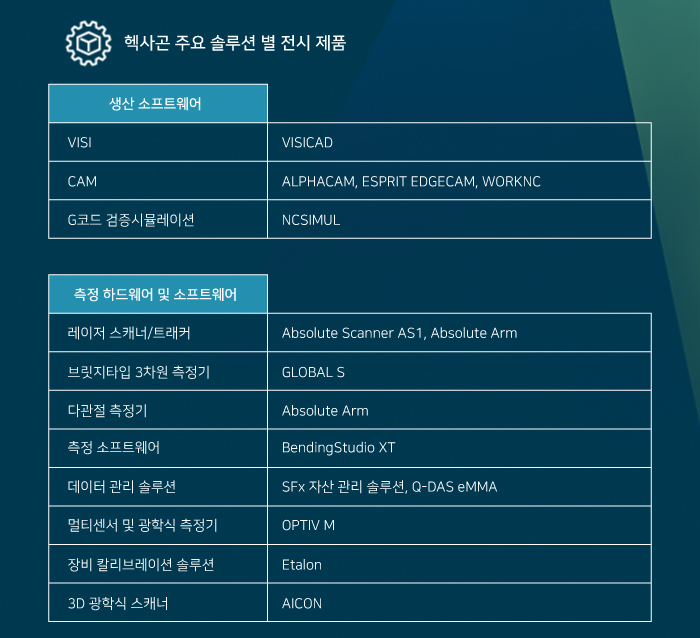 헥사곤 주요 솔루션 별 전시 제품
생산 소프트웨어
VISI VISICAD
CAM ALPHACAM, ESPRIT EDGECAM, WORKNC
G코드 검증시뮬레이션 NCSIMUL
측정 하드웨어 및 소프트웨어
레이저 스캐너/트래커 Absolute Scanner AS1, Absolute Arm
브릿지타입 3차원 측정기 GLOBAL S
다관절 측정기 Absolute Arm
측정 소프트웨어 BendingStudio XT
데이터 관리 솔루션 SFx 자산 관리 솔루션, Q-DAS eMMA
멀티센서 및 광학식 측정기 OPTIV M
장비 칼리브레이션 솔루션 Etalon
3D 광학식 스캐너 AICON